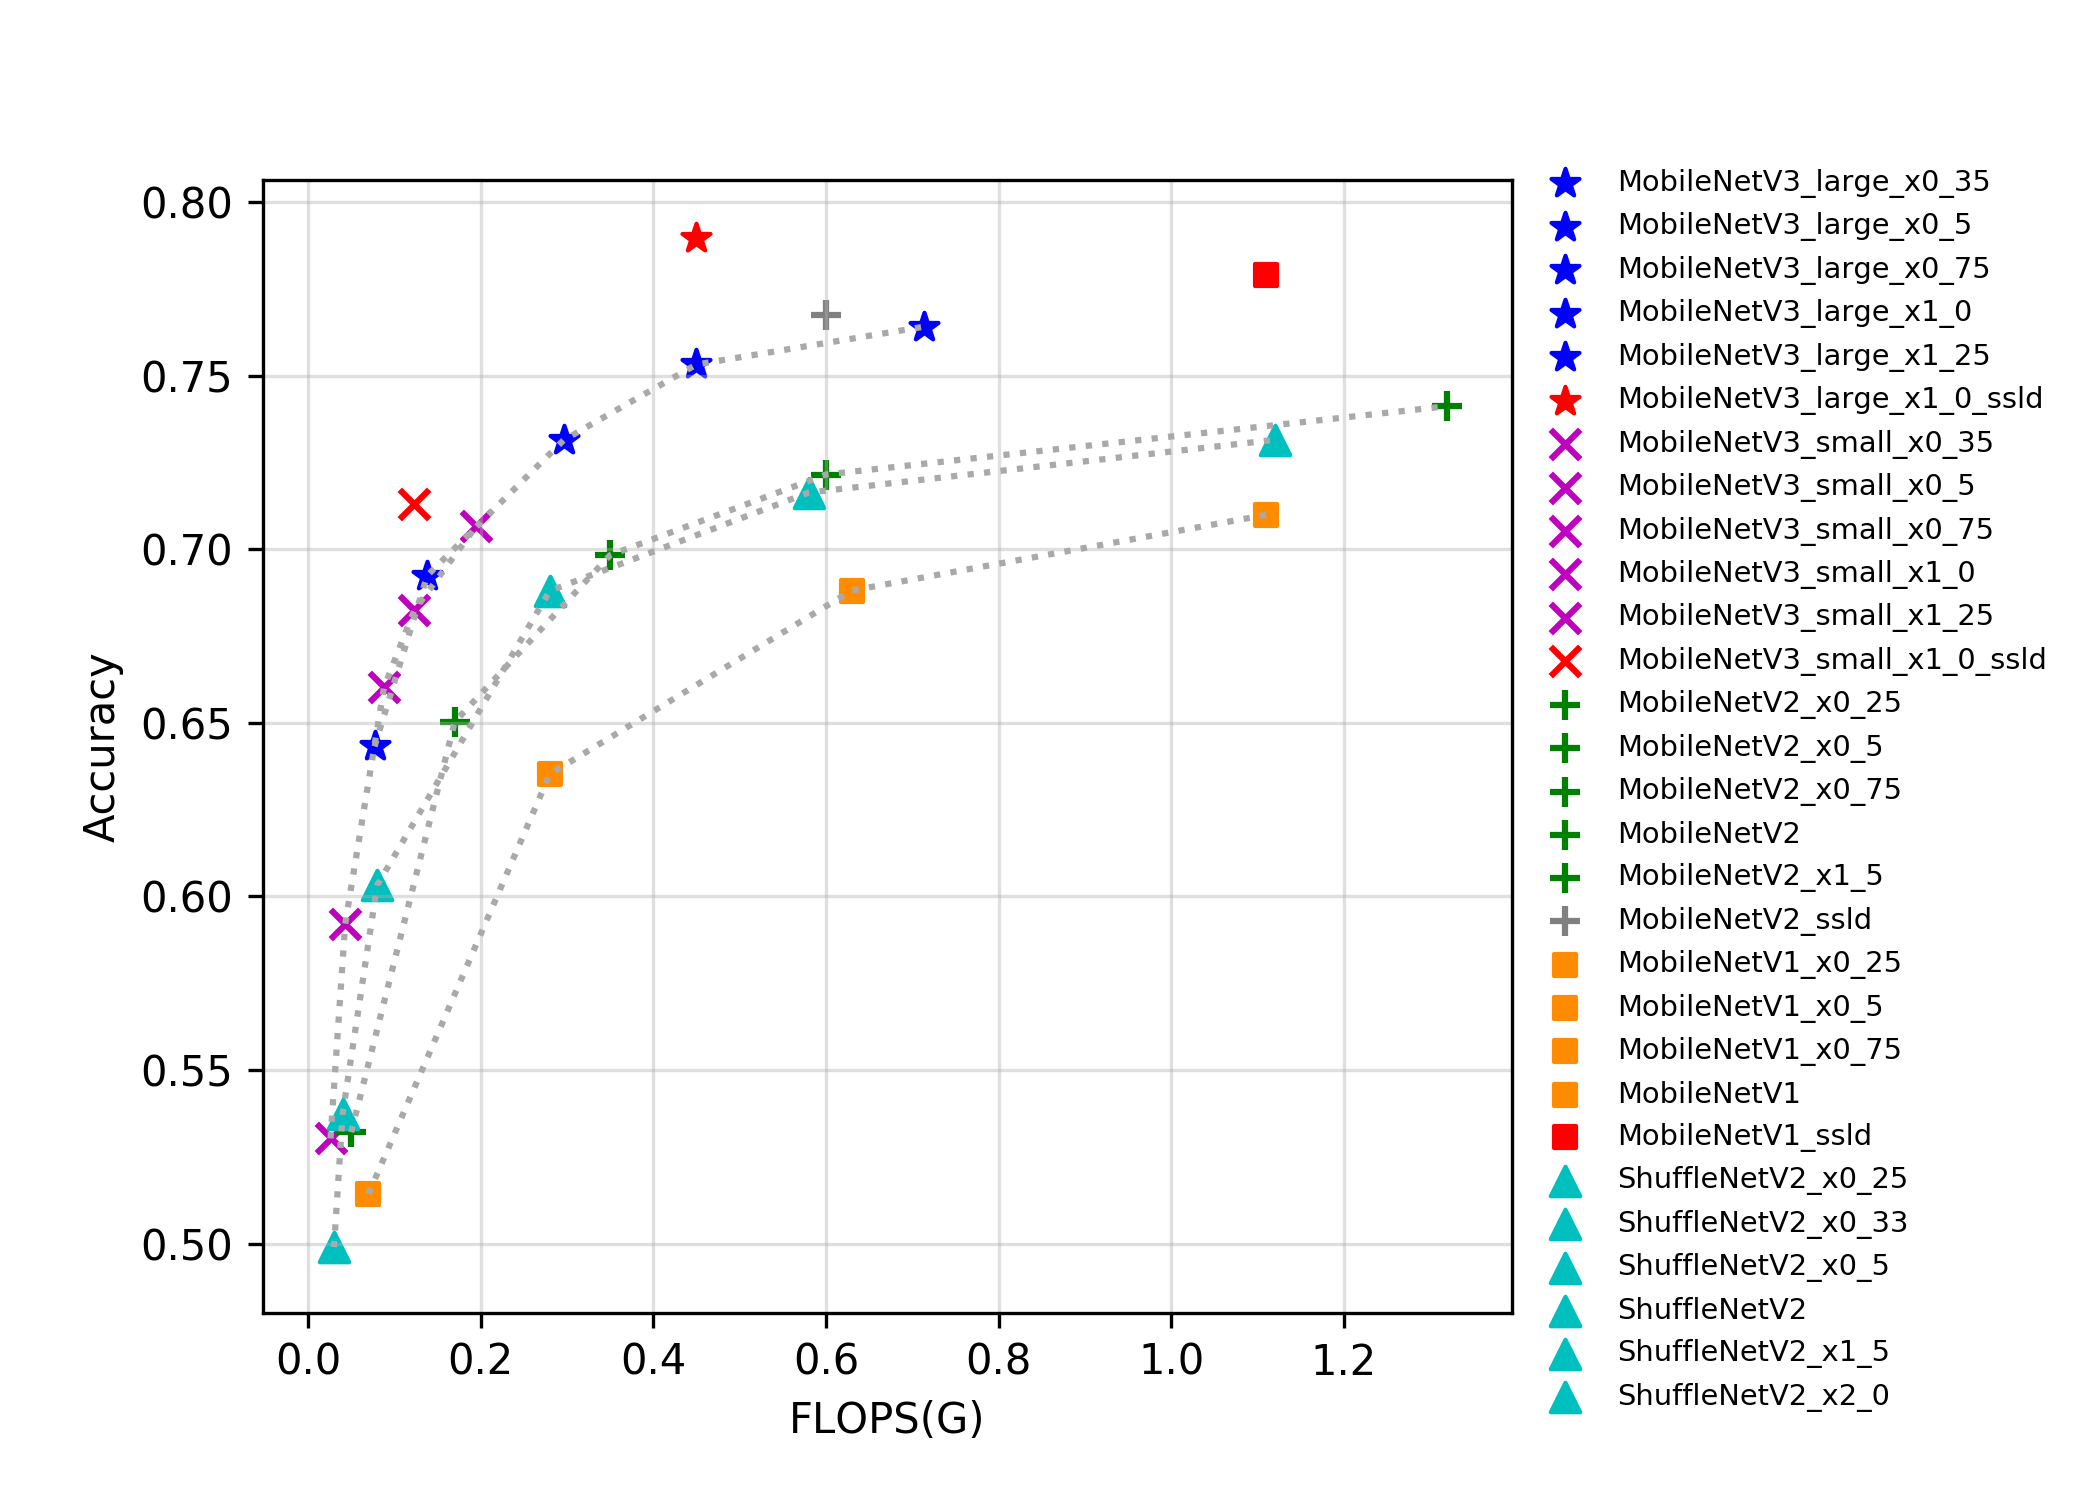 0.80
0.75
0.70
0.65
0.60
0.55
0.50
Accuracy
0.0 0.2 0.4 0.6 0.8 1.0 1.2
FLOPS(G)
MobileNetV3_large_x0_35
MobileNetV3_large_x0_5
MobileNetV3_large_x0_75
MobileNetV3_large_x1_0
MobileNetV3_large_x1_25
MobileNetV3_large_x1_0_ssld
MobileNetV3_small_x0_35
MobileNetV3_small_x0_5
MobileNetV3_small_x0_75
MobileNetV3_small_x1_0
MobileNetV3_small_x1_25
MobileNetV3_small_x1_0_ssld
MobileNetV2_x0_25
MobileNetV2_x0_5
MobileNetV2_x0_75
MobileNetV2
MobileNetV2_x1_5
MobileNetV2_ssld
MobileNetV1_x0_25
MobileNetV1_x0_5
MobileNetV1_x0_75
MobileNetV1
MobileNetV1_ssld
ShuffleNetV2_x0_25
ShuffleNetV2_x0_33
ShuffleNetV2_x0_5
ShuffleNetV2
ShuffleNetV2_x1_5
ShuffleNetV2_x2_0